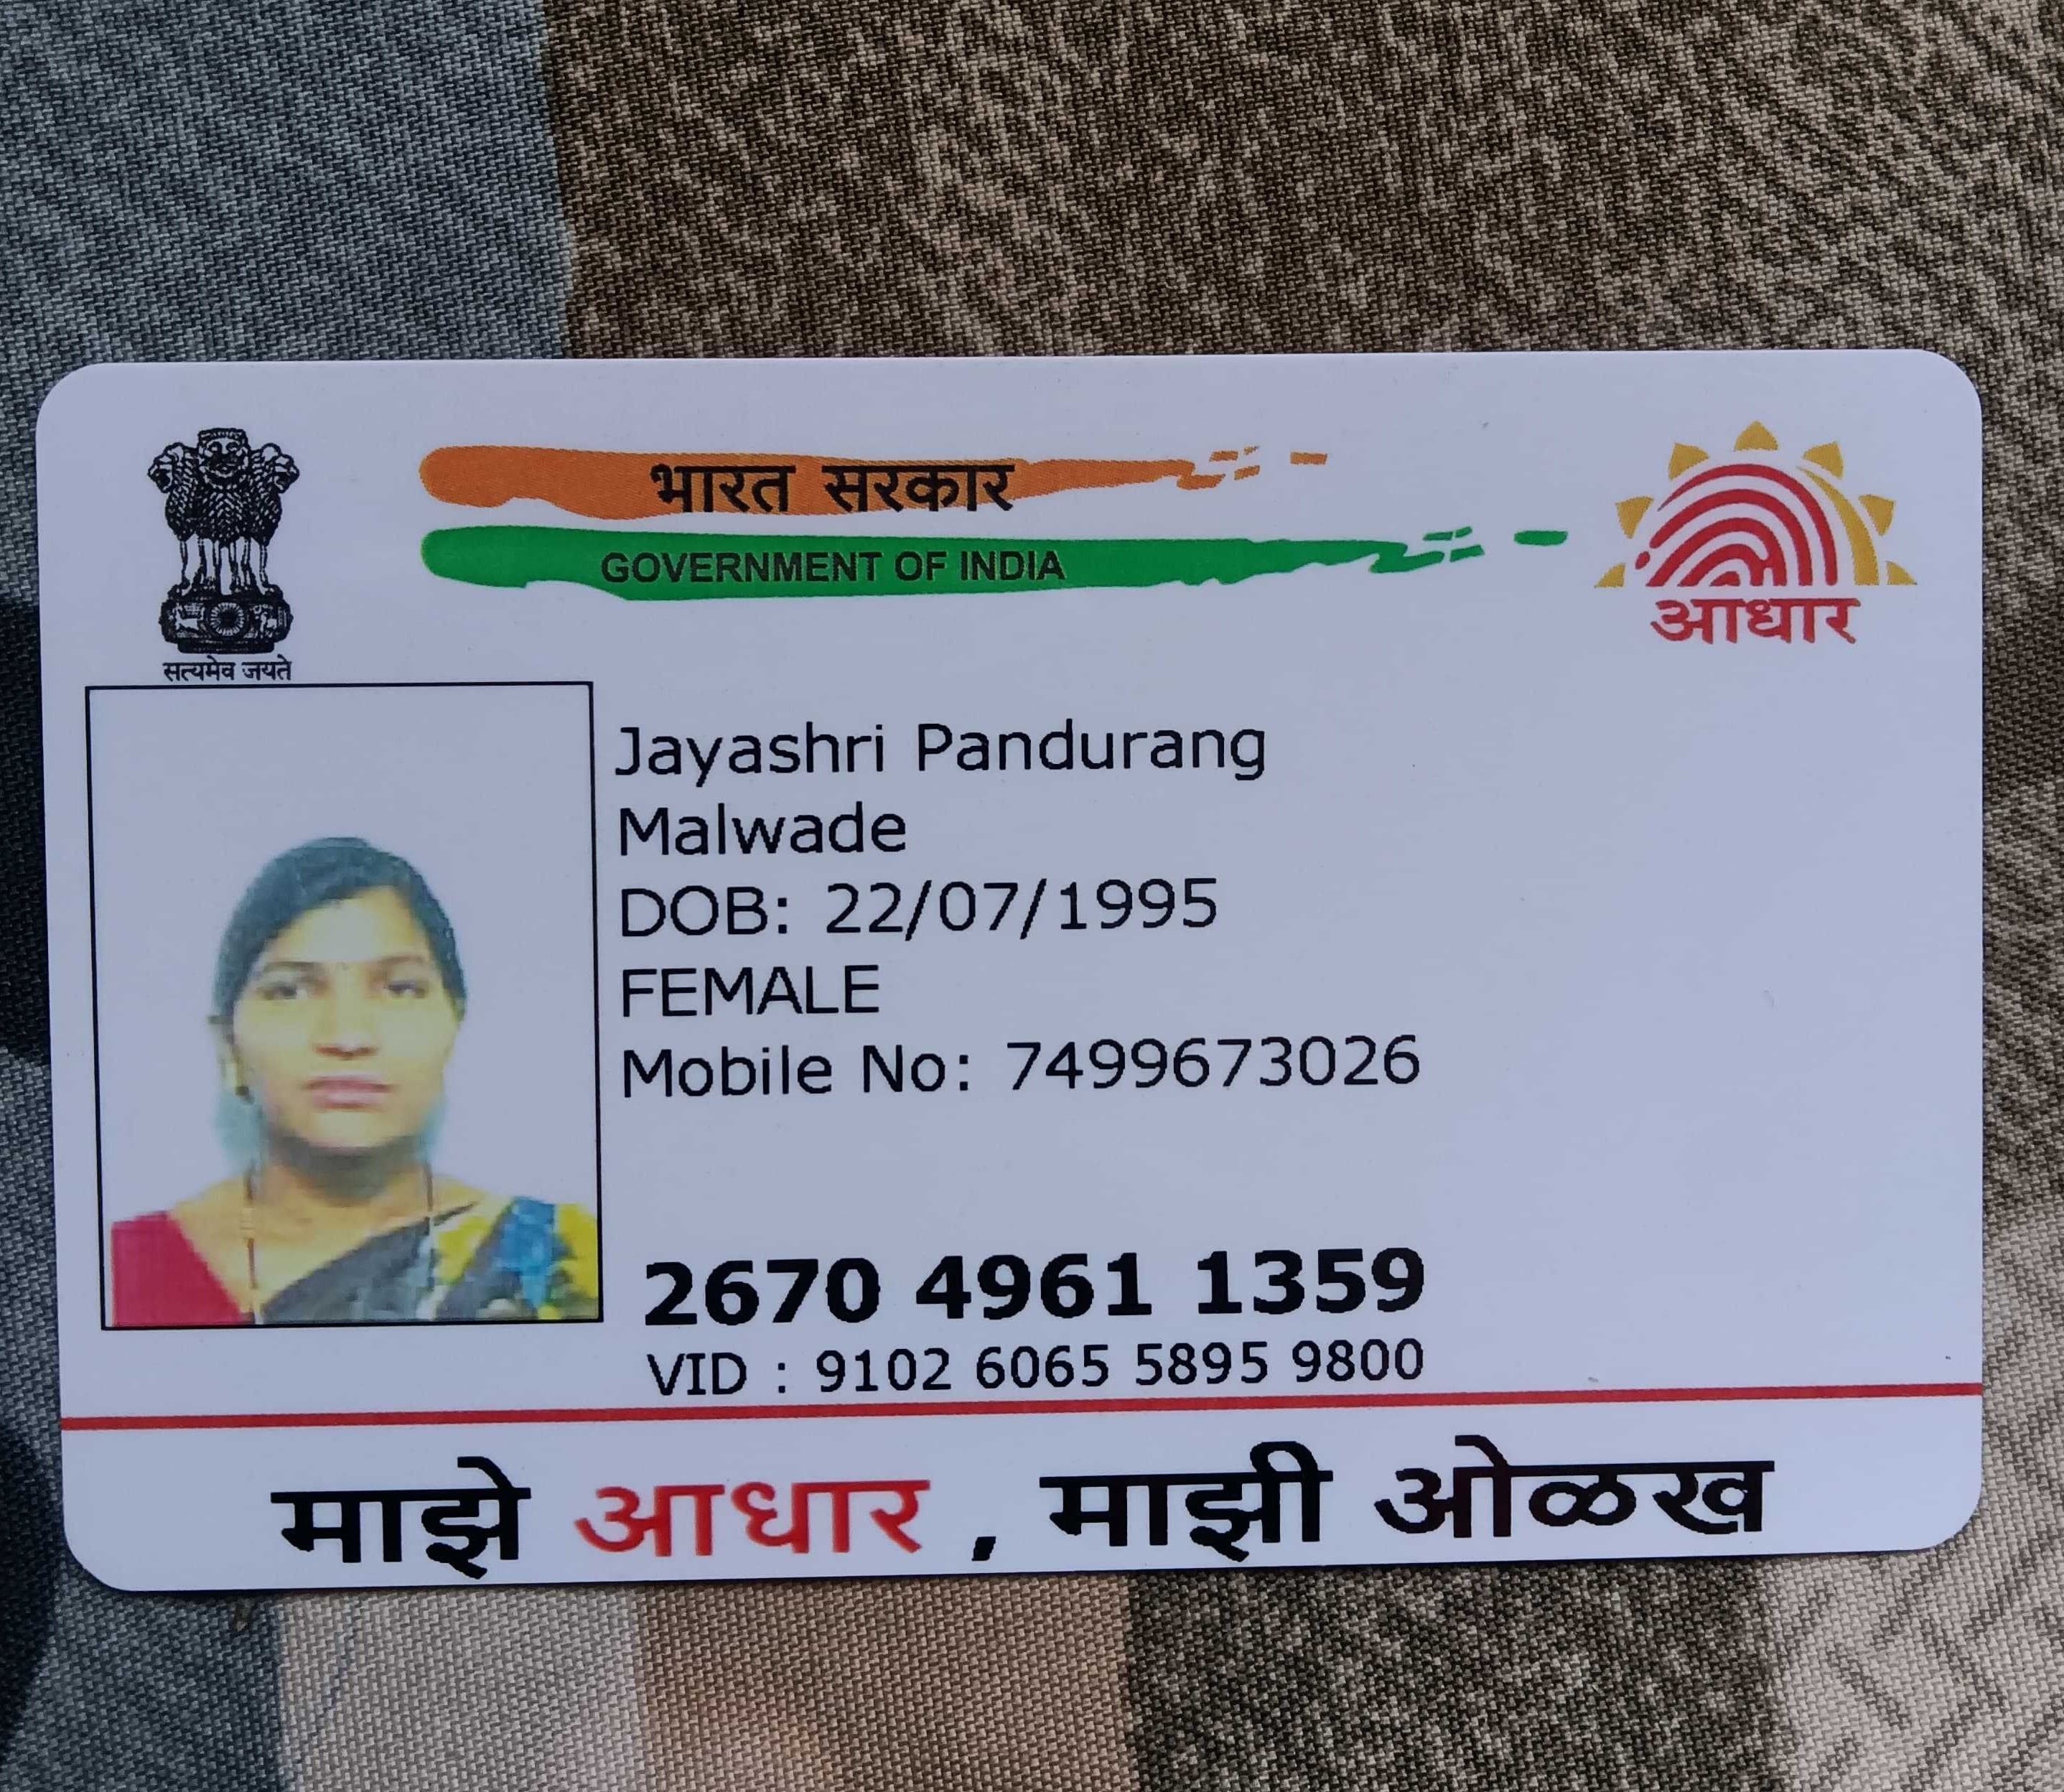 भारत सरकार
GOVERNMENT OF INDIA
आधार
सत्यमेव जयते
Jayashri Pandurang
Malwade
DOB: 22/07/1995
FEMALE
Mobile No: 7499673026
2670 4961 1359
VID : 9102 6065 5895 9800
माझे आधार , माझी ओळख